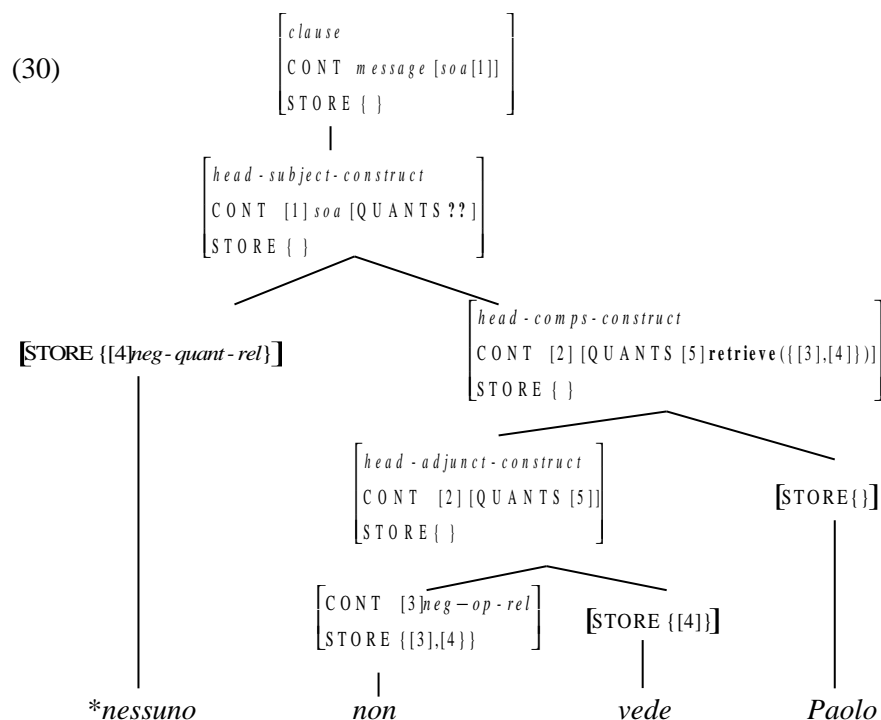 (30)
clause
CONT message [soa[1]]
STORE { }
head-subject-construct
CONT [1] soa [QUANTS ??]
STORE { }
[STORE {[4]neg-quant-rel}]
head-comps-construct
CONT [2] [QUANTS [5] retrieve({[3],[4]})]
STORE { }
head-adjunct-construct
CONT [2] [QUANTS [5]]
STORE { }
[STORE{}]
CONT [3]neg–op-rel
STORE {[3],[4}}
[STORE {[4]}]
*nessuno non vede Paolo